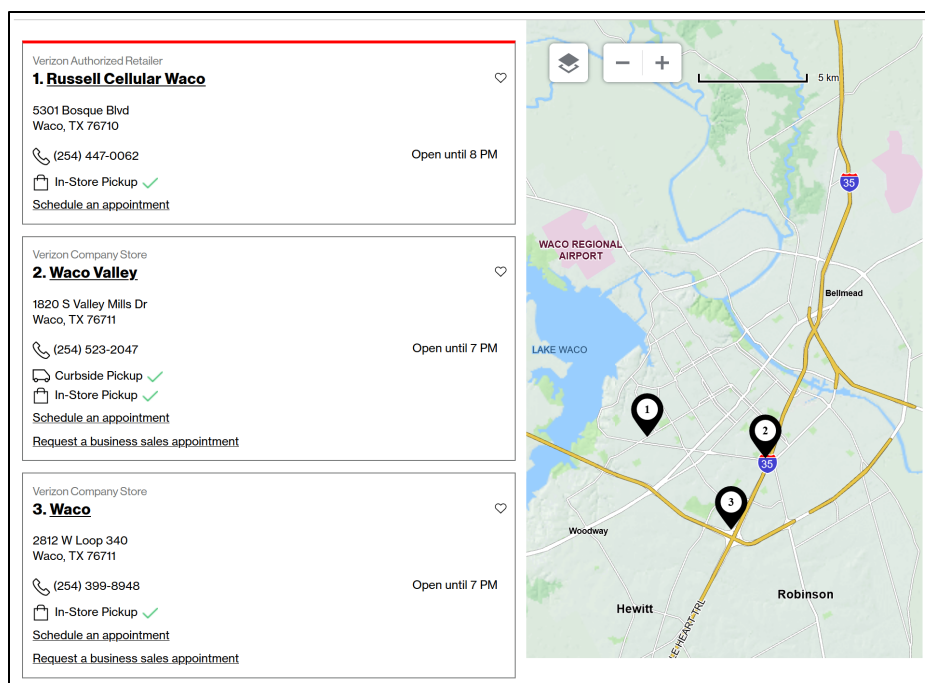 Verizon Authorized Retailer
1. Russell Cellular Waco
5301 Bosque Blvd
Waco, TX 76710
(254) 447-0062
Open until 8 PM
In-Store Pickup
Schedule an appointment
Verizon Company Store
2. Waco Valley
1820 S Valley Mills Dr
Waco, TX 76711
(254) 523-2047
Open until 7 PM
Curbside Pickup
In-Store Pickup
Schedule an appointment
Request a business sales appointment
Verizon Company Store
3. Waco
2812 W Loop 340
Waco, TX 76711
(254) 399-8948
Open until 7 PM
In-Store Pickup
Schedule an appointment
Request a business sales appointment
5 km
35
WACO REGIONAL
AIRPORT
Bellmead
LAKE WACO
1
2
35
3
Woodway
Robinson
Hewitt
LE HEART TRL